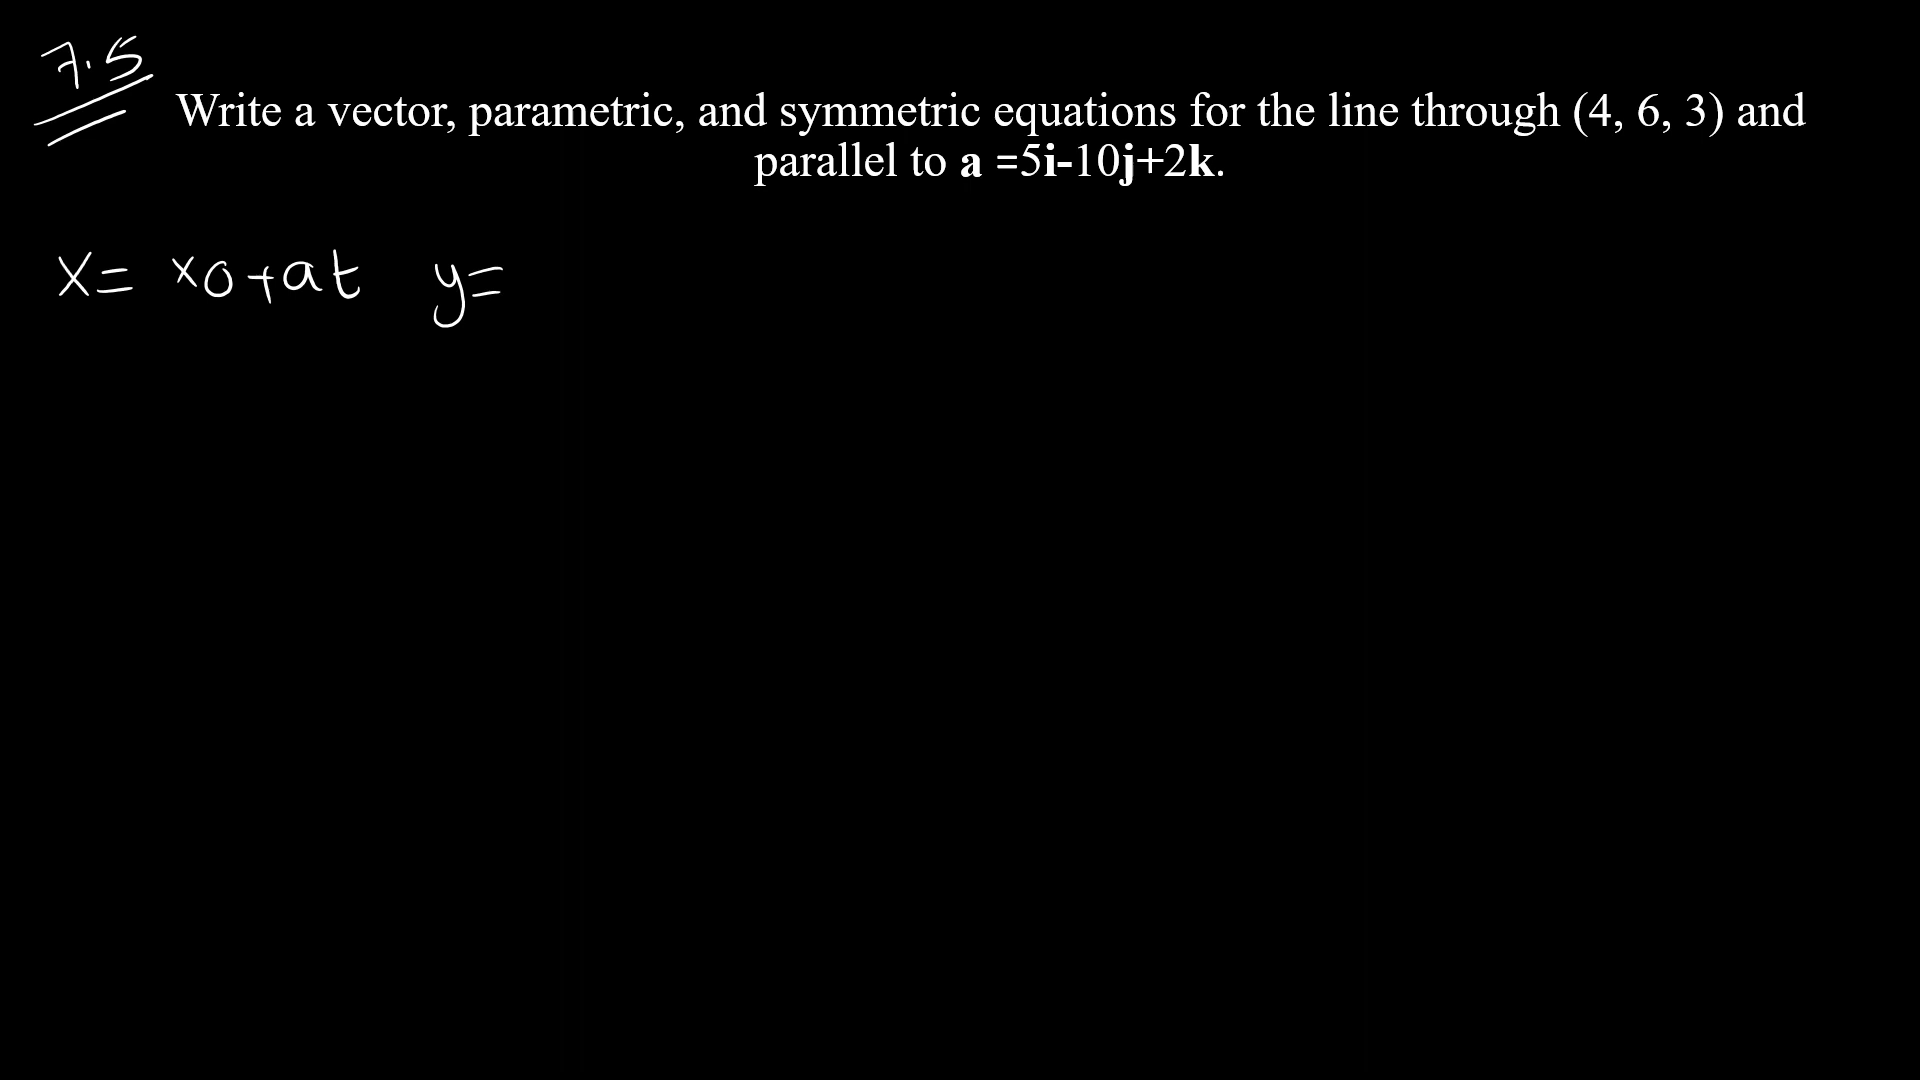 7.5
Write a vector, parametric, and symmetric equations for the line through (4, 6, 3) and
parallel to a =5i-10j+2k.
x= x0+at y=